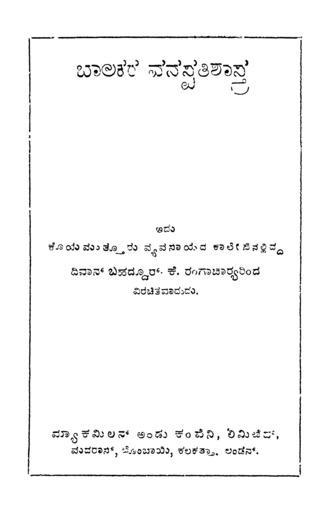 ಬಾಲಕರ ವನಸ್ಪತಿಶಾಸ್ತ್ರ
ಇದು
ಕೊಯಮುತ್ತೂರು ವ್ಯವಸಾಯದ ಕಾಲೇಜಿನಲ್ಲಿದ್ದ
ದಿವಾನ್ ಬಹದ್ದೂರ್. ಕೆ. ರಂಗಾಚಾರ್‍ಯರಿಂದ
ವಿರಚಿತವಾದುದು.
ಮ್ಯಾಕಮಿಲನ್ ಅಂಡು ಕಂಪೆನಿ, ಲಿಮಿಟೆಡ್,
ಮದರಾಸ್, ಬೊಂಬಾಯಿ, ಕಲಕತ್ತಾ. ಲಂಡನ್.